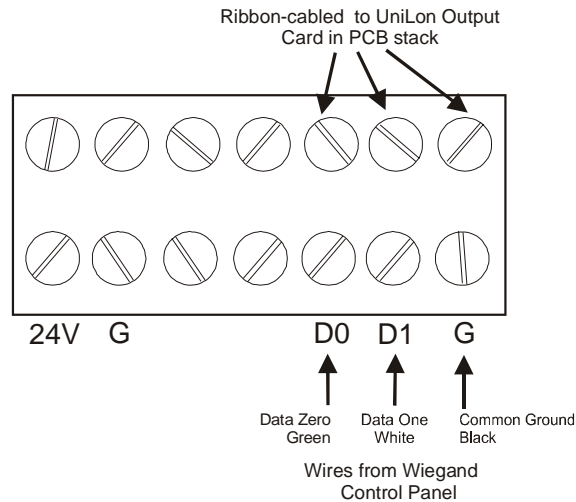 Ribbon-cabled to UniLon Output
Card in PCB stack
24V G D0 D1 G
Data Zero
Green
Data One
White
Common Ground
Black
Wires from Wiegand
Control Panel